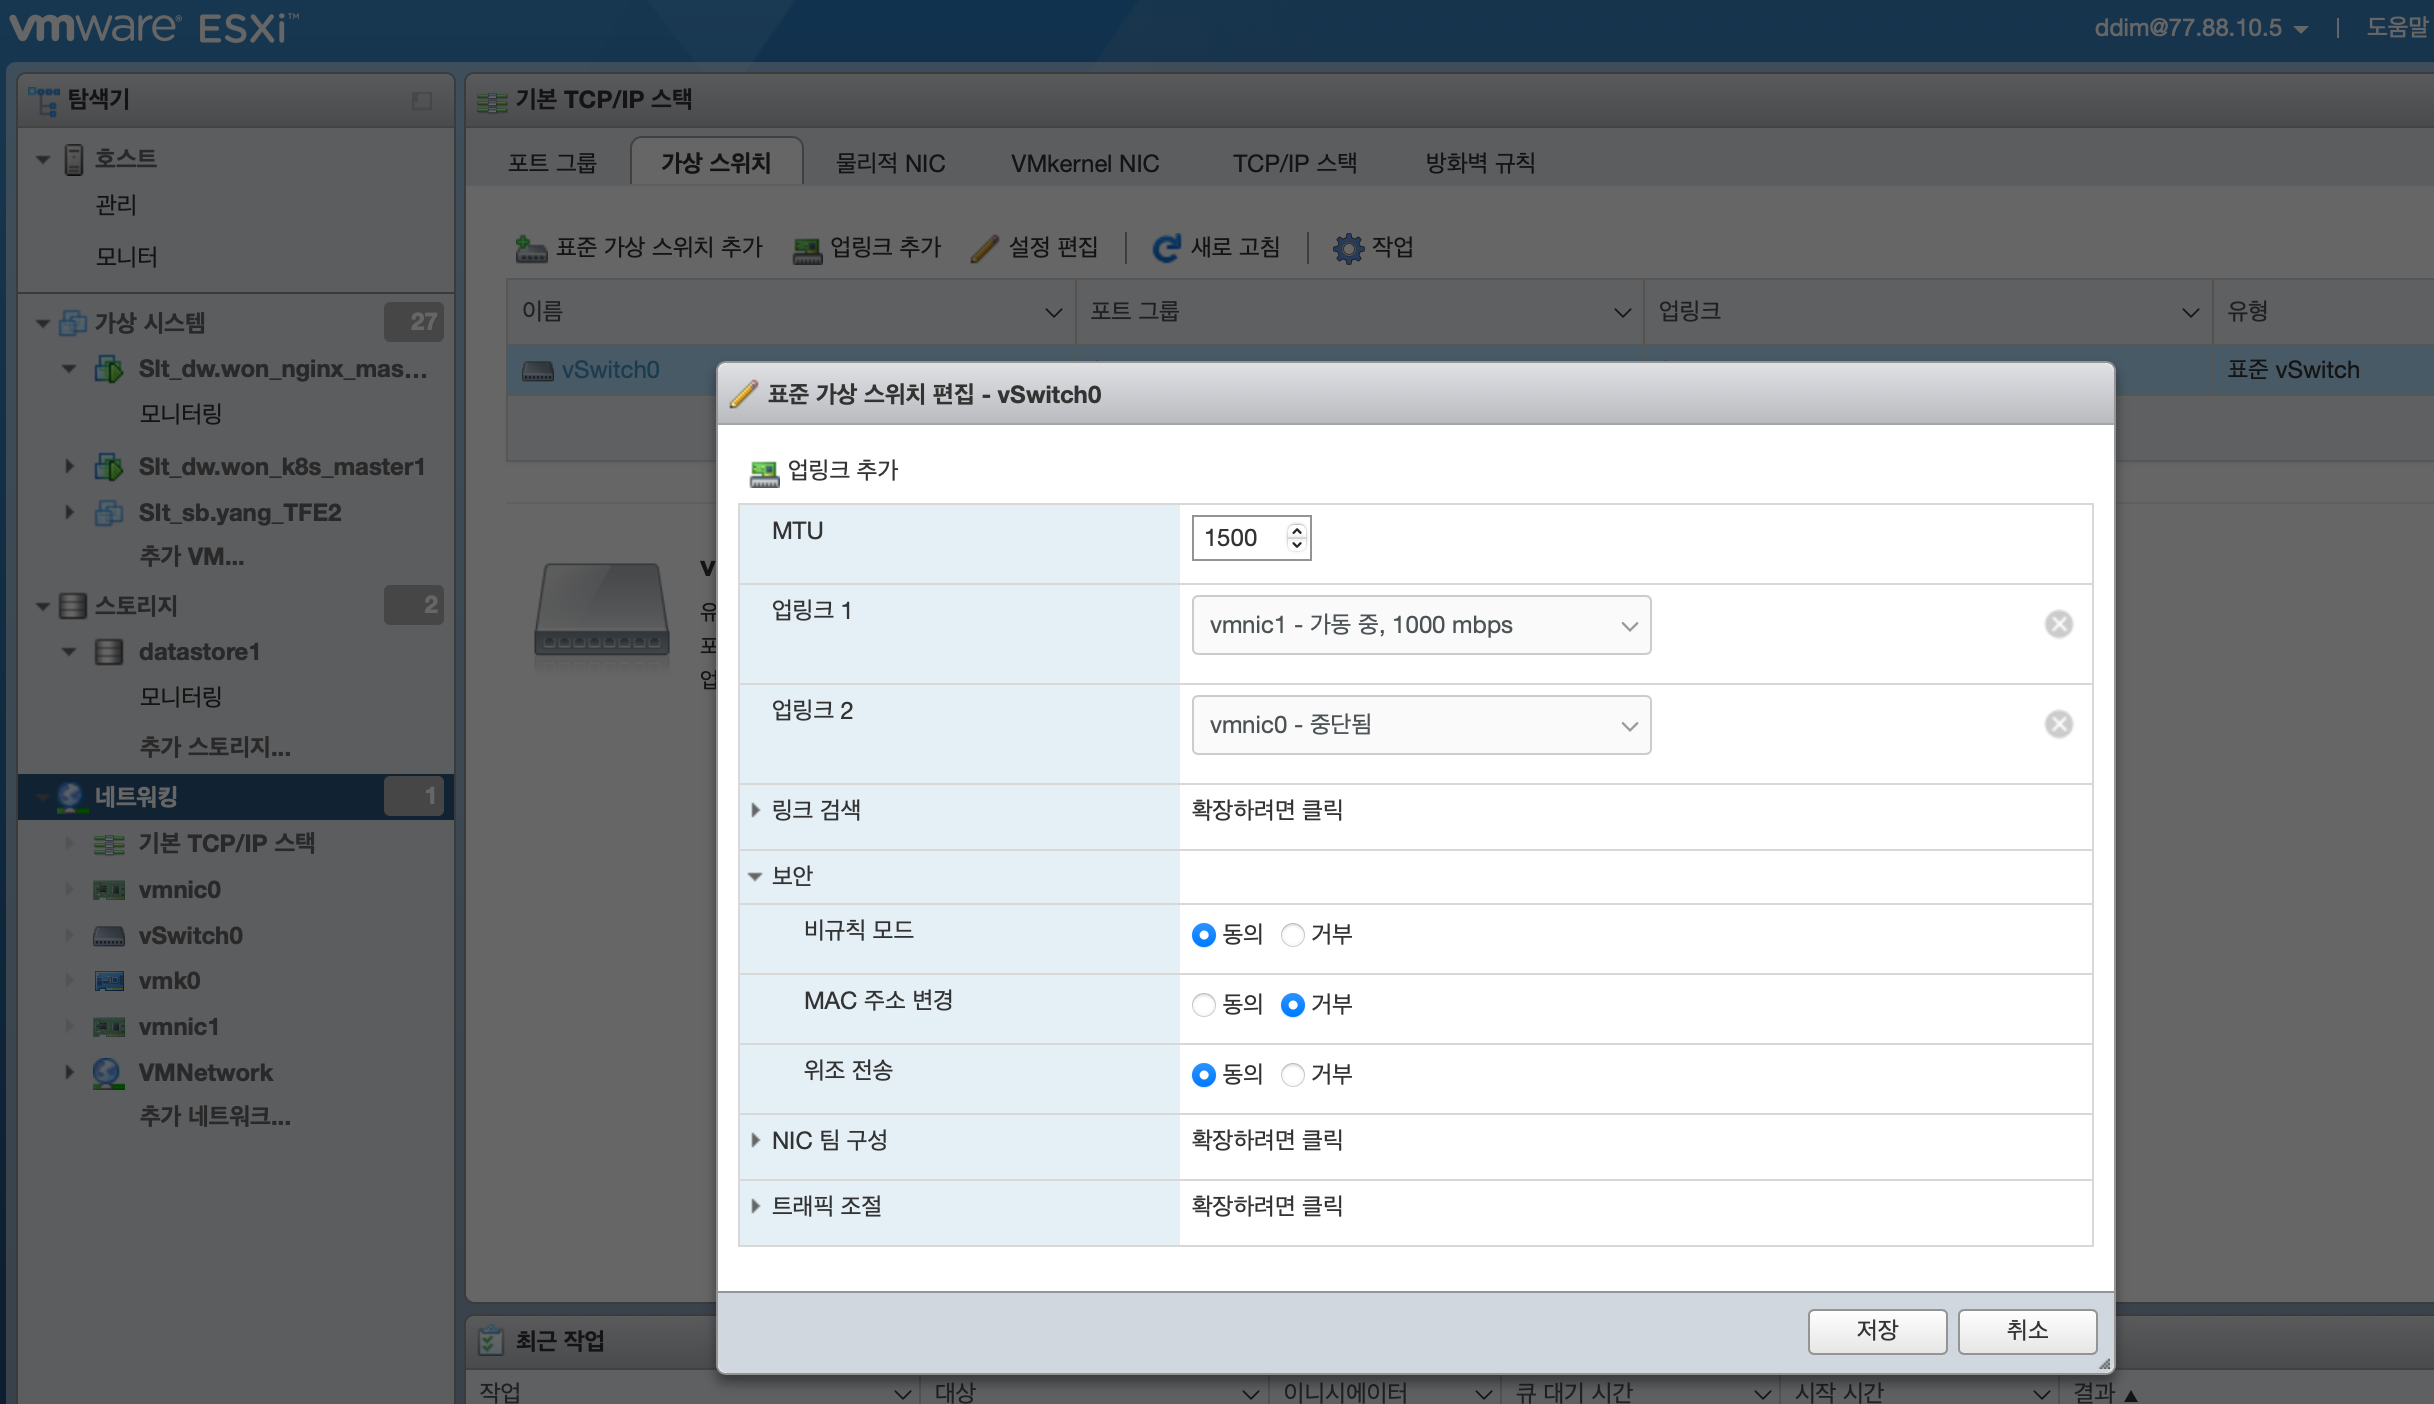 vmware® ESXi™
ddim@77.88.10.5 | 도움말
탐색기
호스트
관리
모니터
가상 시스템 27
Slt_dw.won_nginx_mas...
모니터링
Slt_dw.won_k8s_master1
Slt_sb.yang_TFE2
추가 VM...
스토리지 2
datastore1
모니터링
추가 스토리지...
네트워킹 1
기본 TCP/IP 스택
vmnic0
vSwitch0
vmk0
vmnic1
VMNetwork
추가 네트워크...
기본 TCP/IP 스택
포트 그룹 가상 스위치 물리적 NIC VMkernel NIC TCP/IP 스택 방화벽 규칙
표준 가상 스위치 추가 업링크 추가 설정 편집 | 새로 고침 | 작업
이름 포트 그룹 업링크 유형
vSwitch0 표준 vSwitch
표준 가상 스위치 편집 - vSwitch0
업링크 추가
MTU 1500
업링크 1 vmnic1 - 가동 중, 1000 mbps
업링크 2 vmnic0 - 중단됨
링크 검색 확장하려면 클릭
보안
비규칙 모드 동의 거부
MAC 주소 변경 동의 거부
위조 전송 동의 거부
NIC 팀 구성 확장하려면 클릭
트래픽 조절 확장하려면 클릭
저장 취소
최근 작업
작업 대상 이니시에이터 큐 대기 시간 시작 시간 결과 ▲